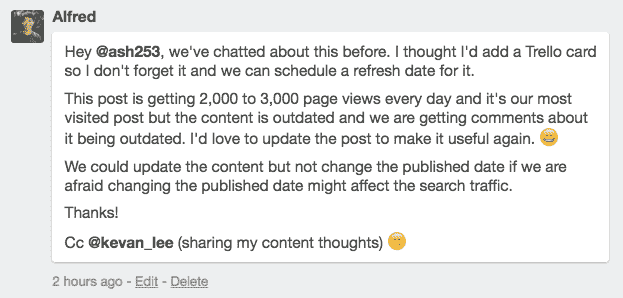 Alfred
Hey @ash253, we've chatted about this before. I thought I'd add a Trello card
so I don't forget it and we can schedule a refresh date for it.
This post is getting 2,000 to 3,000 page views every day and it's our most
visited post but the content is outdated and we are getting comments about
it being outdated. I'd love to update the post to make it useful again.
We could update the content but not change the published date if we are
afraid changing the published date might affect the search traffic.
Thanks!
Cc @kevan_lee (sharing my content thoughts)
2 hours ago - Edit - Delete